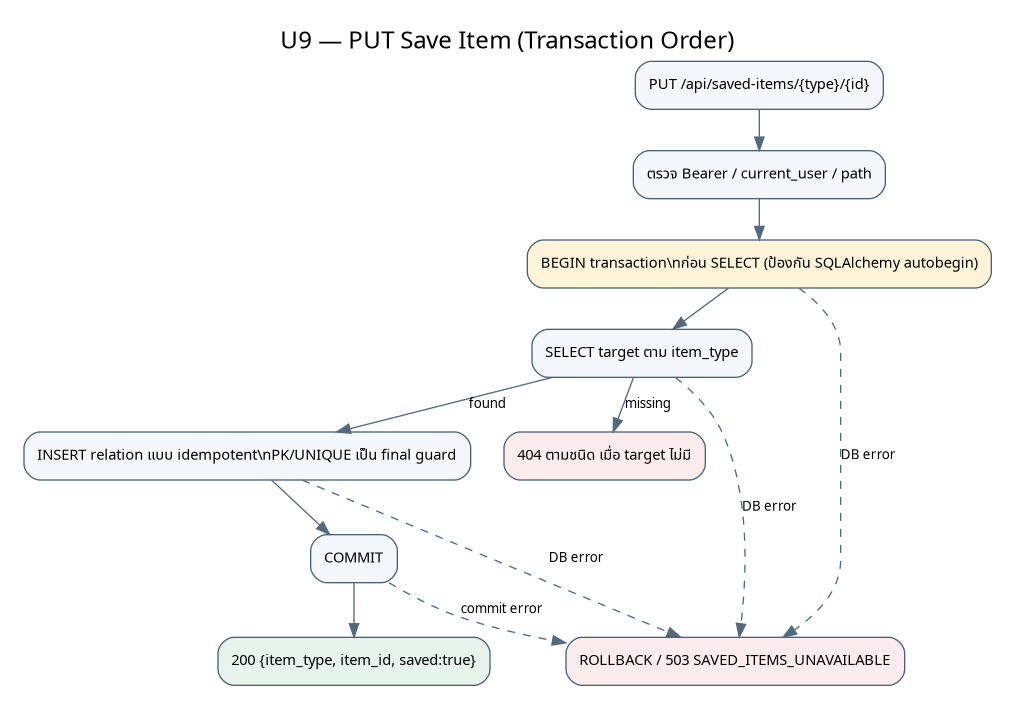 U9 — PUT Save Item (Transaction Order)
PUT /api/saved-items/{type}/{id}
ตรวจ Bearer / current_user / path
BEGIN transaction\nก่อน SELECT (ป้องกัน SQLAlchemy autobegin)
SELECT target ตาม item_type
found
missing
INSERT relation แบบ idempotent\nPK/UNIQUE เป็น final guard
404 ตามชนิด เมื่อ target ไม่มี
DB error
DB error
COMMIT
DB error
commit error
200 {item_type, item_id, saved:true}
ROLLBACK / 503 SAVED_ITEMS_UNAVAILABLE